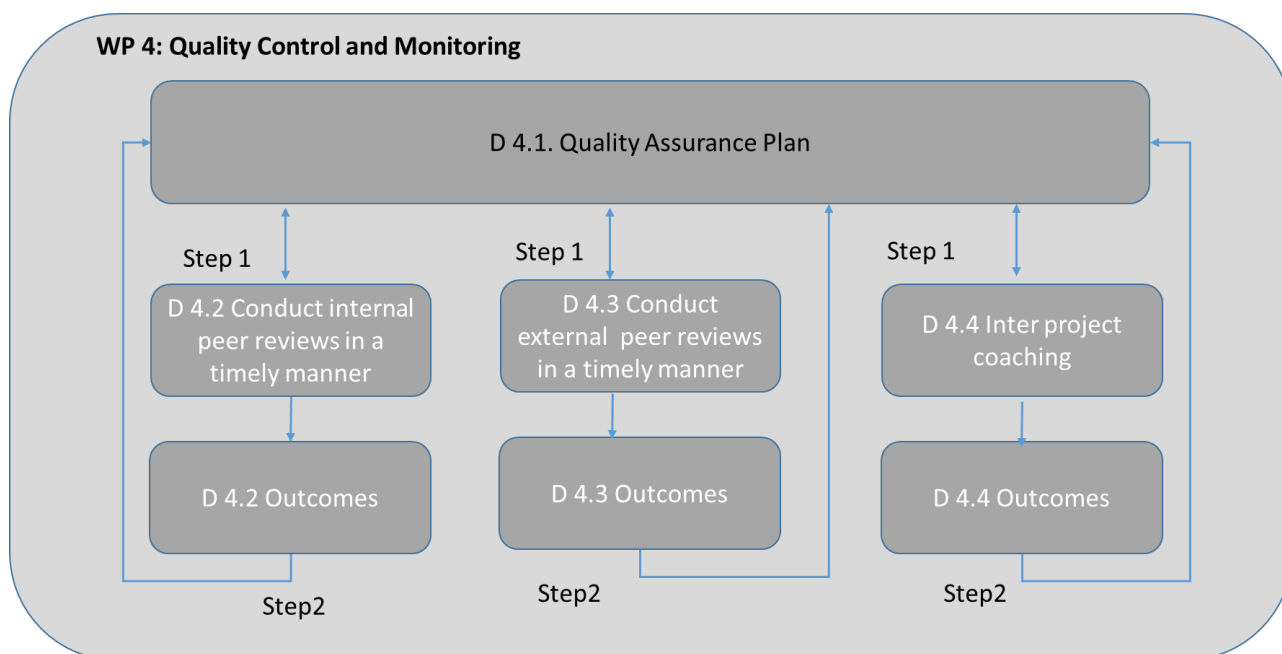 WP 4: Quality Control and Monitoring
D 4.1. Quality Assurance Plan
Step 1
Step 1
Step 1
D 4.2 Conduct internal
peer reviews in a
timely manner
D 4.3 Conduct
external  peer reviews
in a timely manner
D 4.4 Inter project
coaching
D 4.2 Outcomes
D 4.3 Outcomes
D 4.4 Outcomes
Step2
Step2
Step2